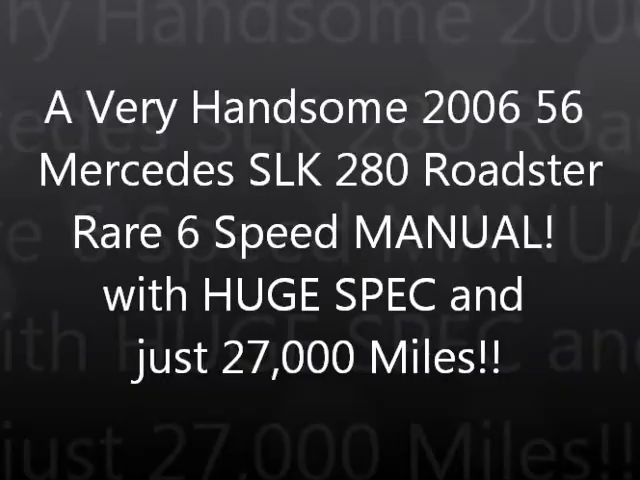 A Very Handsome 2006 56
Mercedes SLK 280 Roadster
Rare 6 Speed MANUAL!
with HUGE SPEC and
just 27,000 Miles!!